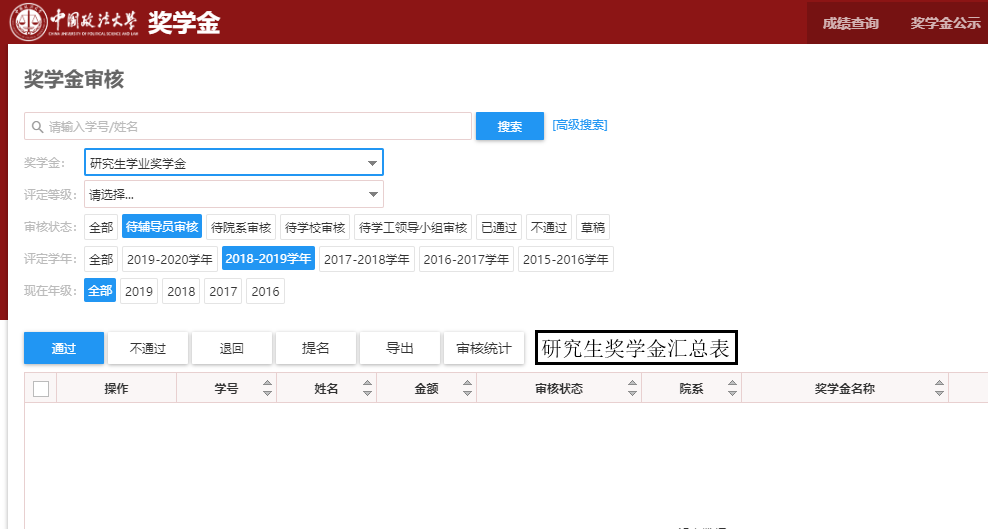 中国政法大学 奖学金 成绩查询 奖学金公示
CHINA UNIVERSITY OF POLITICAL SCIENCE AND LAW
奖学金审核
请输入学号/姓名 搜索 [高级搜索]
奖学金: 研究生学业奖学金
评定等级: 请选择...
审核状态: 全部 待辅导员审核 待院系审核 待学校审核 待学工领导小组审核 已通过 不通过 草稿
评定学年: 全部 2019-2020学年 2018-2019学年 2017-2018学年 2016-2017学年 2015-2016学年
现在年级: 全部 2019 2018 2017 2016
通过 不通过 退回 提名 导出 审核统计 研究生奖学金汇总表
操作 学号 姓名 金额 审核状态 院系 奖学金名称